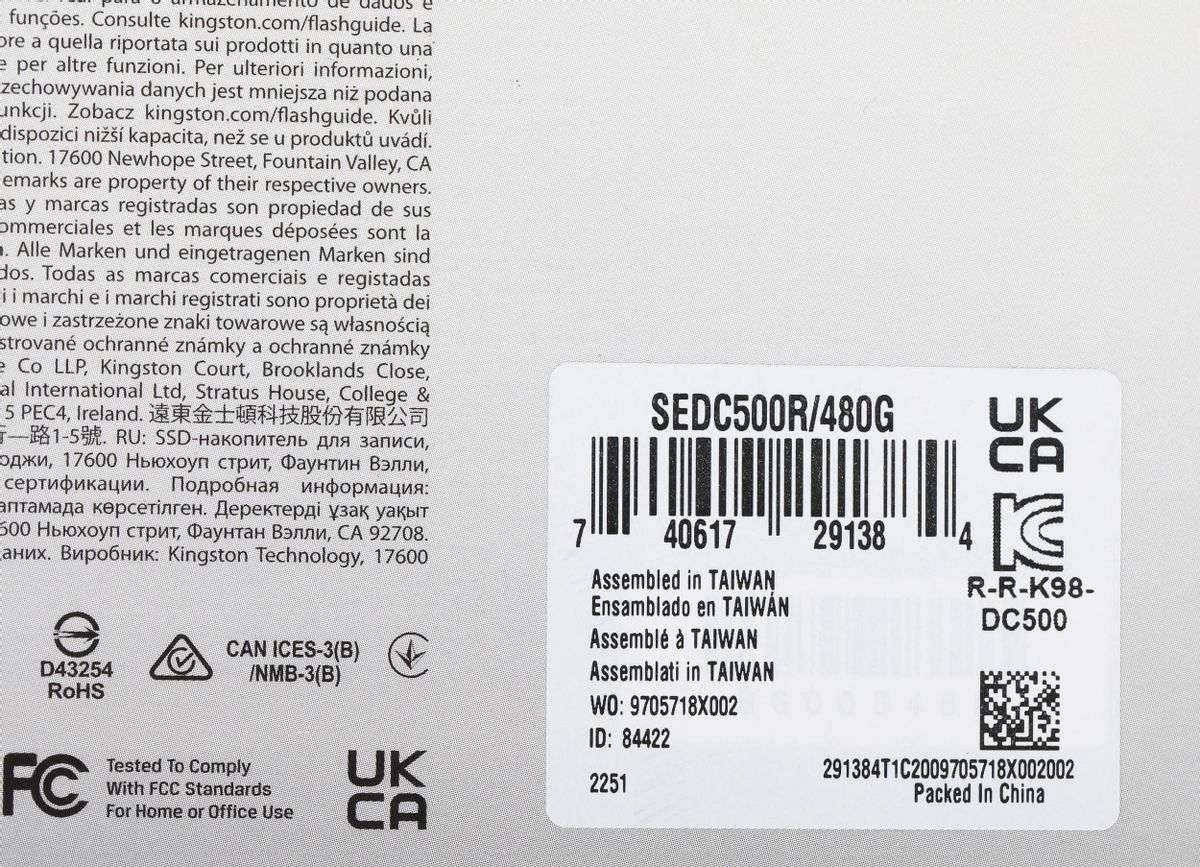 para o armazenamento de dados e
funções. Consulte kingston.com/flashguide. La
ore a quella riportata sui prodotti in quanto una
e per altre funzioni. Per ulteriori informazioni,
zechowywania danych jest mniejsza niż podana
unkcji. Zobacz kingston.com/flashguide. Kvůli
dispozici nižší kapacita, než se u produktů uvádí.
tion. 17600 Newhope Street, Fountain Valley, CA
emarks are property of their respective owners.
as y marcas registradas son propiedad de sus
ommerciales et les marques déposées sont la
. Alle Marken und eingetragenen Marken sind
dos. Todas as marcas comerciais e registadas
i i marchi e i marchi registrati sono proprietà dei
owe i zastrzeżone znaki towarowe są własnością
strované ochranné známky a ochranné známky
e Co LLP, Kingston Court, Brooklands Close,
al International Ltd, Stratus House, College &
5 PEC4, Ireland. 遠東金士頓科技股份有限公司
行一路1-5號. RU: SSD-накопитель для записи,
оджи, 17600 Ньюхоуп стрит, Фаунтин Вэлли,
сертификации. Подробная информация:
аптамада көрсетілген. Деректерді ұзақ уақыт
600 Ньюхоуп стрит, Фаунтан Вэлли, CA 92708.
аних. Виробник: Kingston Technology, 17600
D43254
RoHS
CAN ICES-3(B)
/NMB-3(B)
FC
Tested To Comply
With FCC Standards
For Home or Office Use
UK
CA
SEDC500R/480G
7 40617 29138 4
UK
CA
R-R-K98-
DC500
Assembled in TAIWAN
Ensamblado en TAIWÁN
Assemblé à TAIWAN
Assemblati in TAIWAN
WO: 9705718X002
ID: 84422
2251
291384T1C2009705718X002002
Packed In China